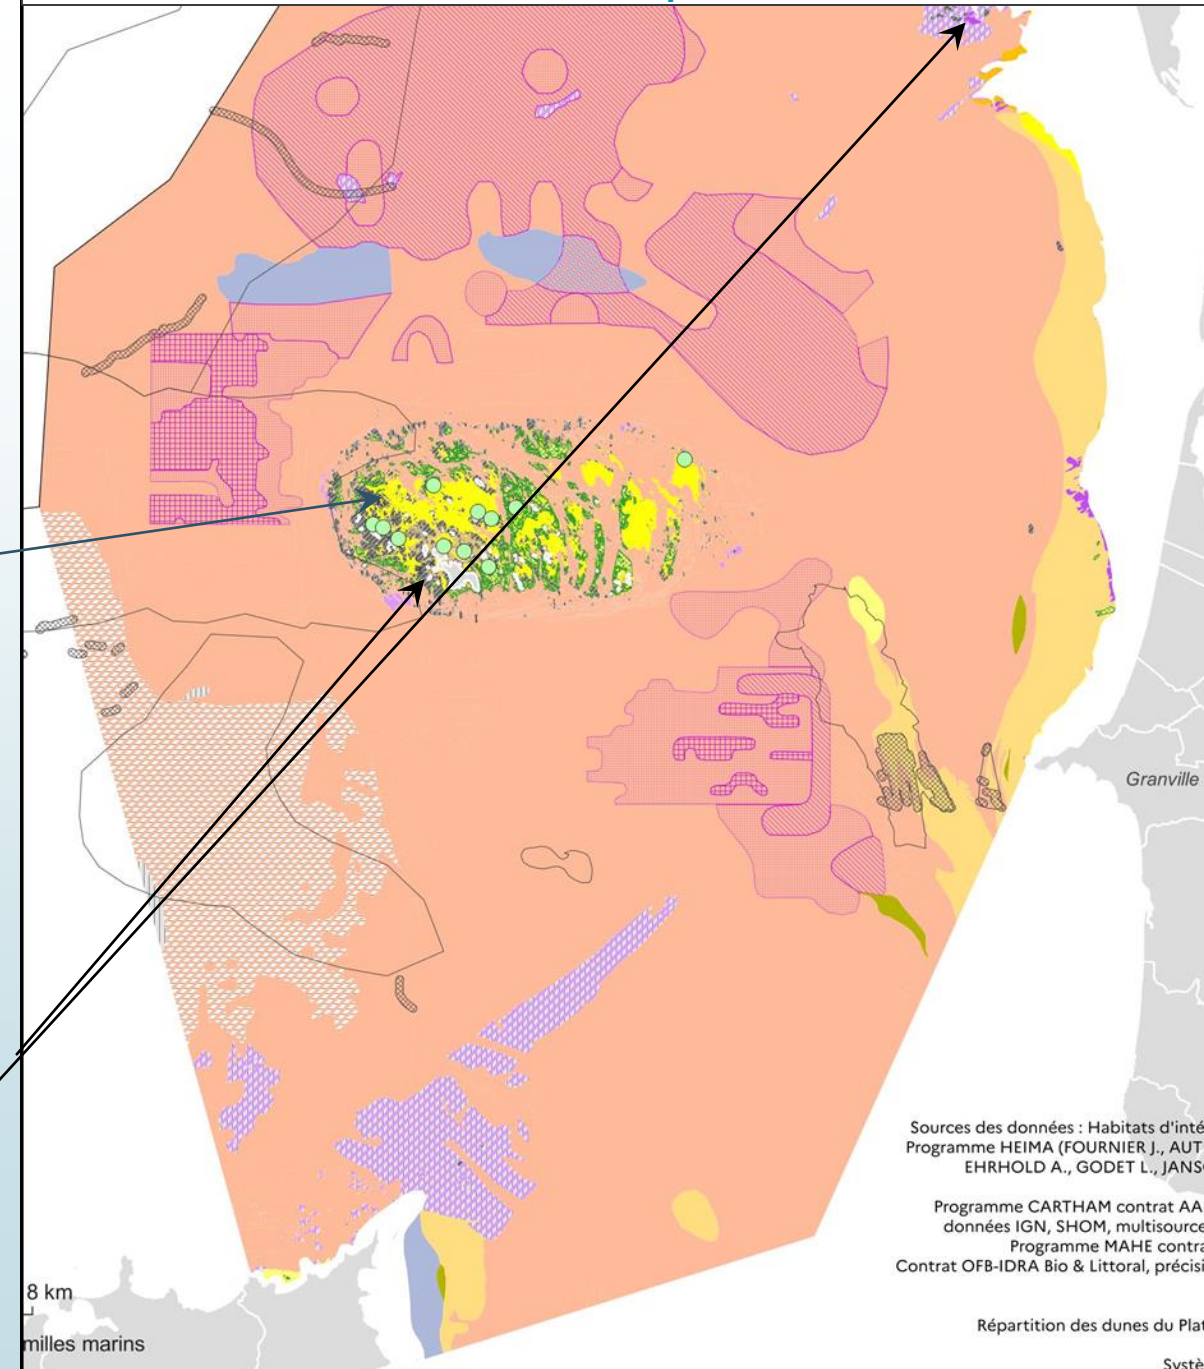 Granville
Sources des données : Habitats d'inté
Programme HEIMA (FOURNIER J., AUT
EHRHOLD A., GODET L., JANS
Programme CARTHAM contrat AA
données IGN, SHOM, multisource
Programme MAHE contra
Contrat OFB-IDRA Bio & Littoral, précisi
8 km
Répartition des dunes du Plat
milles marins
Systè